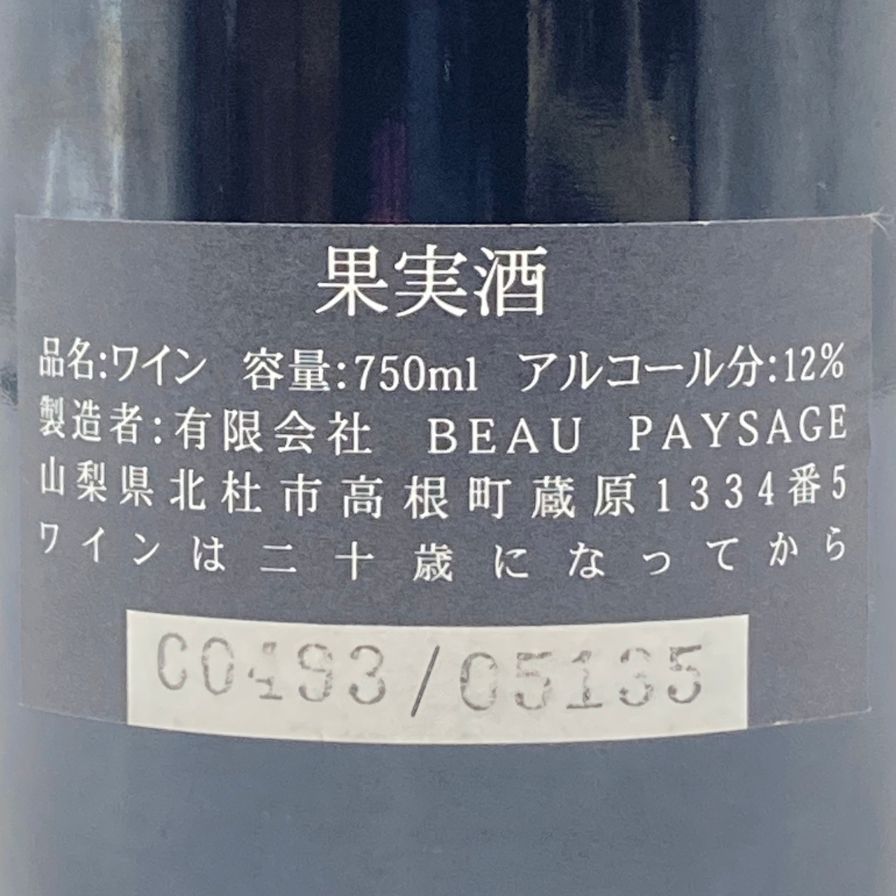 果実酒
品名:ワイン 容量:750ml アルコール分:12%
製造者:有限会社 BEAU PAYSAGE
山梨県北杜市高根町蔵原1334番5
ワインは二十歳になってから
00493/05135